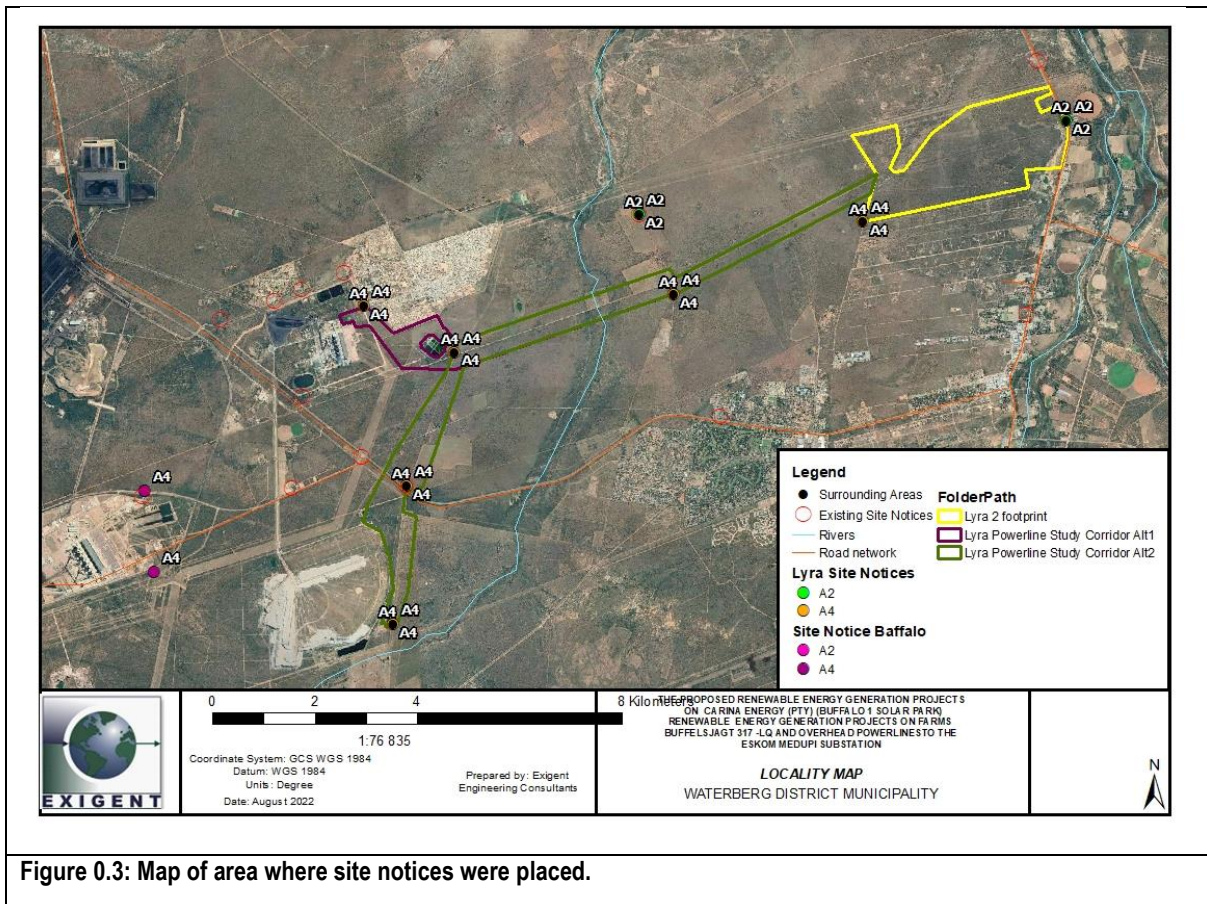 A2 A2
A2
A2 A2
A2
A4 A4
A4
A4 A4
A4
A4 A4
A4
A4 A4
A4
A4 A4
A4
A4
A4
A4 A4
A4
Legend
Surrounding Areas
Existing Site Notices
Rivers
Road network
Lyra Site Notices
A2
A4
Site Notice Baffalo
A2
A4
FolderPath
Lyra 2 footprint
Lyra Powerline Study Corridor Alt1
Lyra Powerline Study Corridor Alt2
EXIGENT
0 2 4 8 Kilometers
1:76 835
Coordinate System: GCS WGS 1984
Datum: WGS 1984
Units: Degree
Date: August 2022
Prepared by: Exigent
Engineering Consultants
THE PROPOSED RENEWABLE ENERGY GENERATION PROJECTS
ON CARINA ENERGY (PTY) (BUFFALO 1 SOLAR PARK)
RENEWABLE ENERGY GENERATION PROJECTS ON FARMS
BUFFELSJAGT 317 -LQ AND OVERHEAD POWERLINES TO THE
ESKOM MEDUPI SUBSTATION
LOCALITY MAP
WATERBERG DISTRICT MUNICIPALITY
N
Figure 0.3: Map of area where site notices were placed.